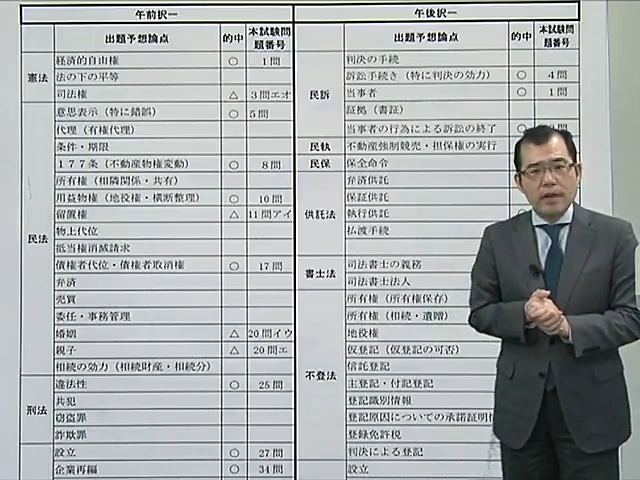 午前択一
出題予想論点 的中 本試験問題番号
憲法
経済的自由権 ○ 1問
法の下の平等
司法権 △ 3問エオ
民法
意思表示（特に錯誤） ○ 5問
代理（有権代理）
条件・期限
１７７条（不動産物権変動） ○ 8問
所有権（相隣関係・共有）
用益物権（地役権・横断整理） ○ 10問
留置権 △ 11問アイ
物上代位
抵当権消滅請求
債権者代位・債権者取消権 ○ 17問
弁済
売買
委任・事務管理
婚姻 △ 20問イウ
親子 △ 20問エ
相続の効力（相続財産・相続分）
刑法
違法性 ○ 25問
共犯
窃盗罪
詐欺罪
設立 ○ 27問
企業再編 ○ 34問
午後択一
出題予想論点 的中 本試験問題番号
民訴
判決の手続
訴訟手続き（特に判決の効力） ○ 4問
当事者 ○ 1問
証拠（書証）
当事者の行為による訴訟の終了 ○
民執 不動産強制競売・担保権の実行
民保 保全命令
供託法
弁済供託
保証供託
執行供託
払渡手続
書士法
司法書士の義務
司法書士法人
不登法
所有権（所有権保存）
所有権（相続・遺贈）
地役権
仮登記（仮登記の可否）
信託登記
主登記・付記登記
登記識別情報
登記原因についての承諾証明情
登録免許税
判決による登記
設立